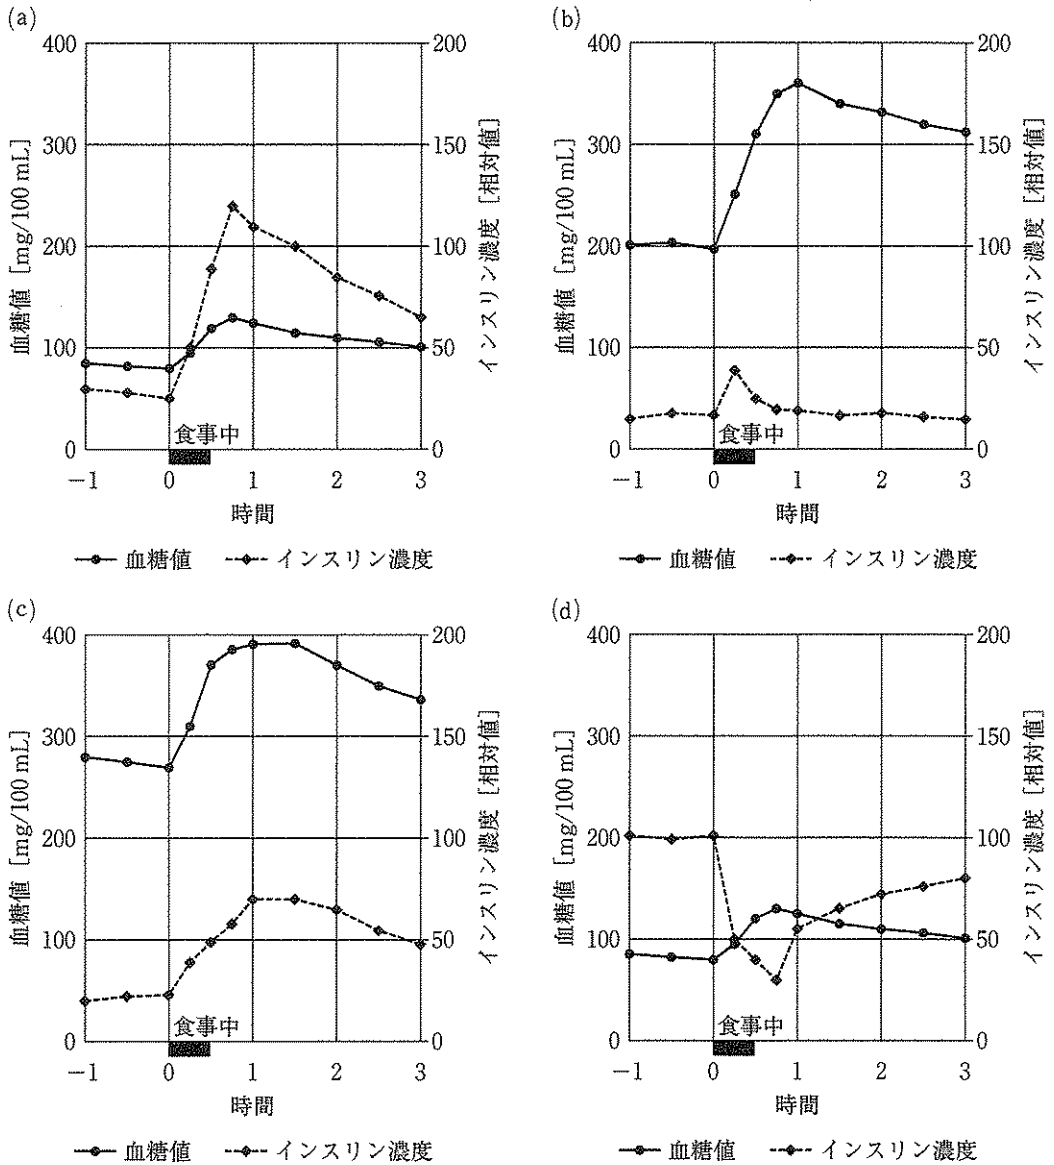 (a)
400
300
200
100
0
血糖値 [mg/100 mL]
200
150
100
50
0
インスリン濃度 [相対値]
食事中
-1 0 1 2 3
時間
血糖値 インスリン濃度
(b)
400
300
200
100
0
血糖値 [mg/100 mL]
200
150
100
50
0
インスリン濃度 [相対値]
食事中
-1 0 1 2 3
時間
血糖値 インスリン濃度
(c)
400
300
200
100
0
血糖値 [mg/100 mL]
200
150
100
50
0
インスリン濃度 [相対値]
食事中
-1 0 1 2 3
時間
血糖値 インスリン濃度
(d)
400
300
200
100
0
血糖値 [mg/100 mL]
200
150
100
50
0
インスリン濃度 [相対値]
食事中
-1 0 1 2 3
時間
血糖値 インスリン濃度